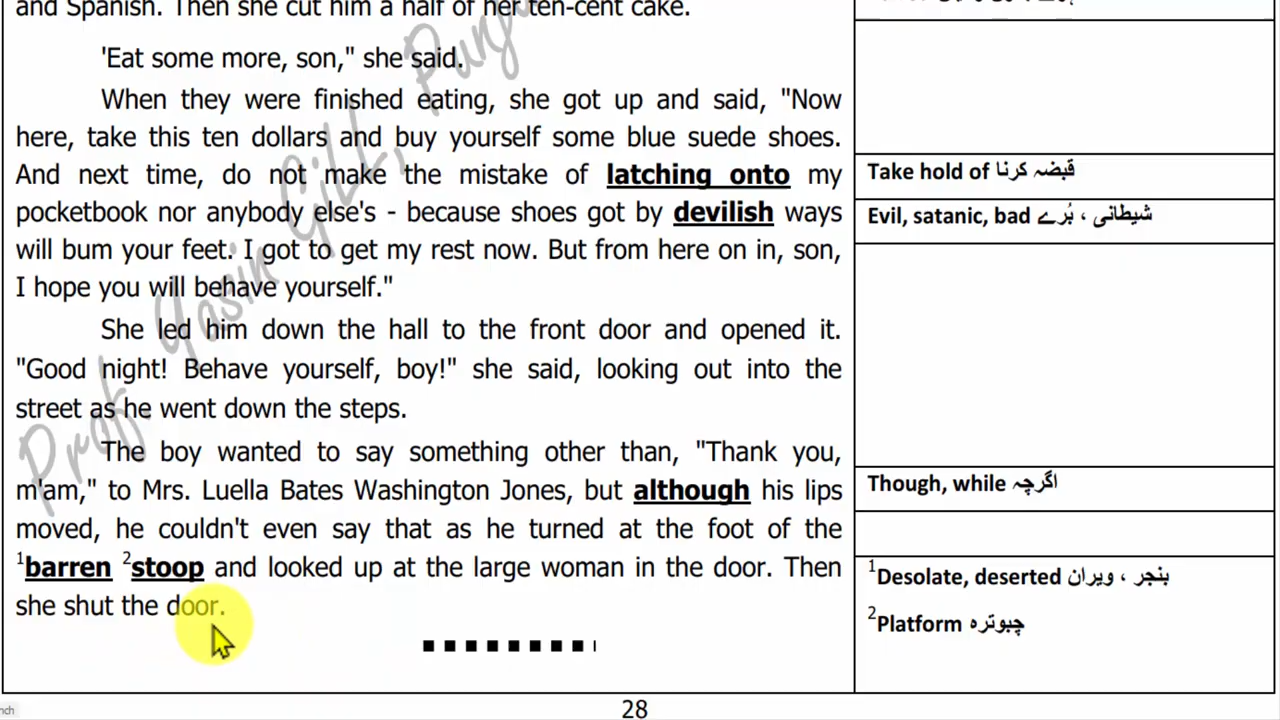 and Spanish. Then she cut him a half of her ten-cent cake.
'Eat some more, son," she said.
When they were finished eating, she got up and said, "Now
here, take this ten dollars and buy yourself some blue suede shoes.
And next time, do not make the mistake of latching onto my
pocketbook nor anybody else's - because shoes got by devilish ways
will bum your feet. I got to get my rest now. But from here on in, son,
I hope you will behave yourself."
She led him down the hall to the front door and opened it.
"Good night! Behave yourself, boy!" she said, looking out into the
street as he went down the steps.
The boy wanted to say something other than, "Thank you,
m'am," to Mrs. Luella Bates Washington Jones, but although his lips
moved, he couldn't even say that as he turned at the foot of the
1barren 2stoop and looked up at the large woman in the door. Then
she shut the door.
Take hold of قبضہ کرنا
Evil, satanic, bad شیطانی ، بُرے
Though, while اگرچہ
1Desolate, deserted بنجر ، ویران
2Platform چبوترہ
Prof. Yasin Gill,
28
nch